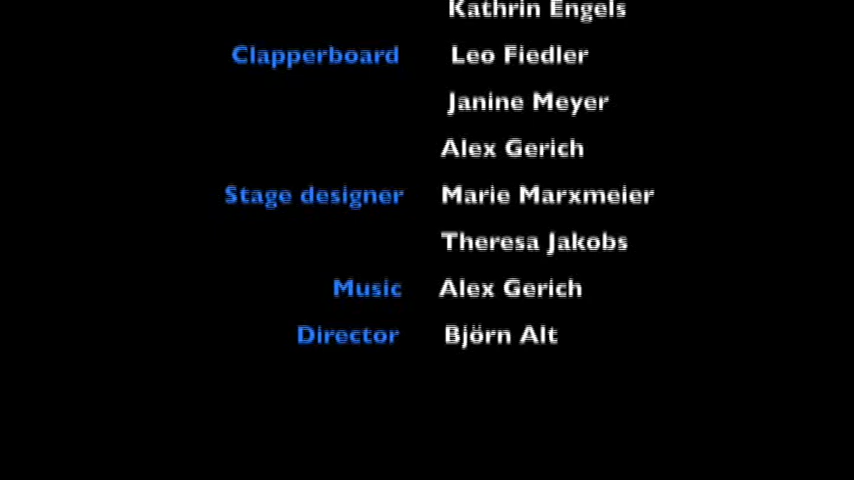 Kathrin Engels
Clapperboard Leo Fiedler
Janine Meyer
Alex Gerich
Stage designer Marie Marxmeier
Theresa Jakobs
Music Alex Gerich
Director Björn Alt